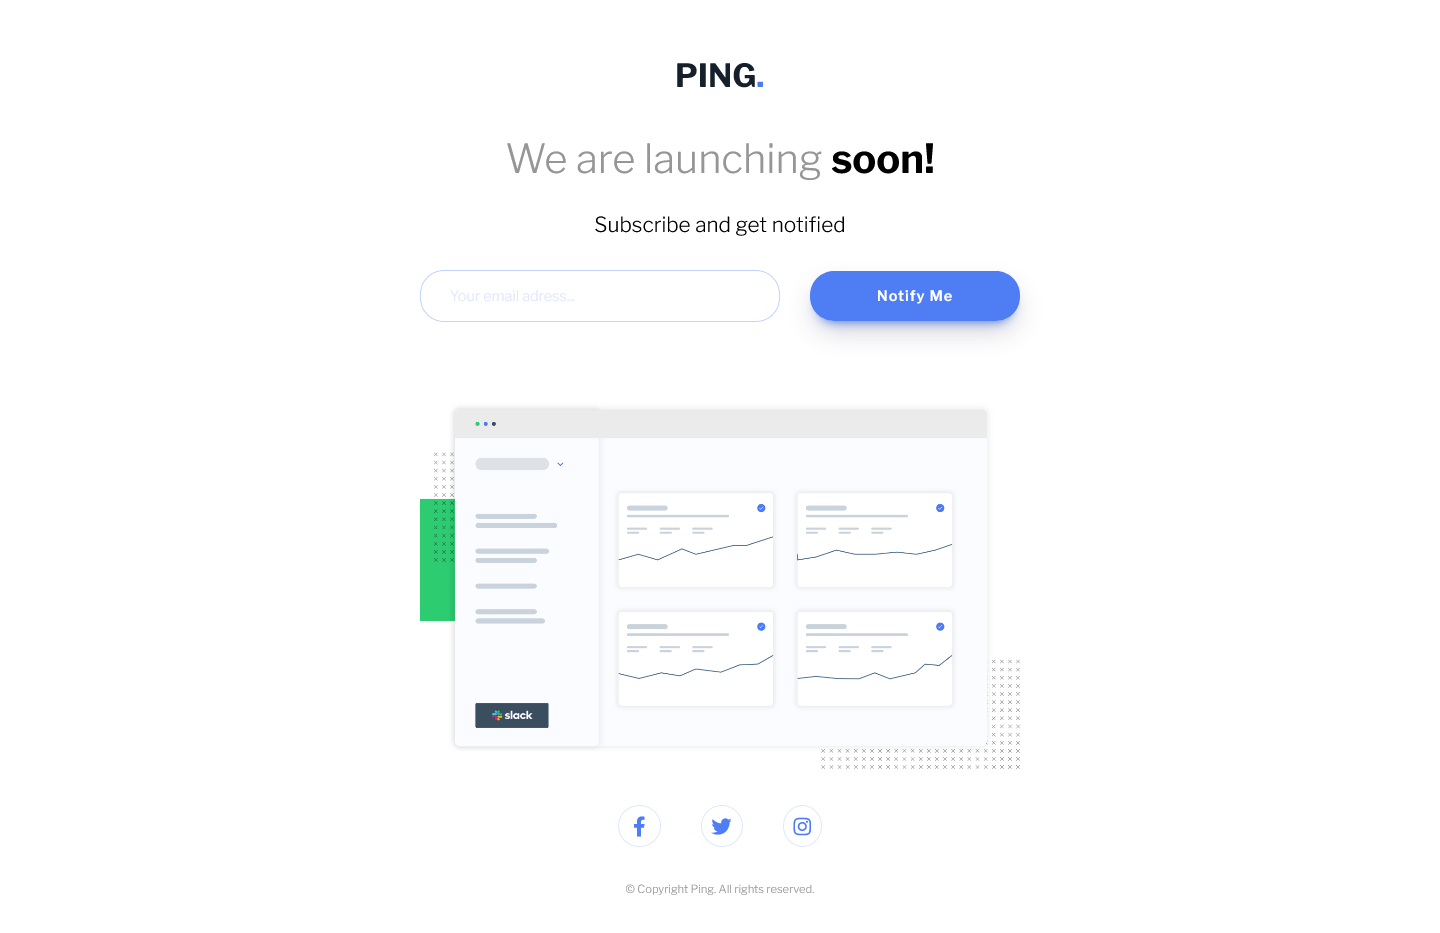 PING.
We are launching soon!
Subscribe and get notified
Your email adress...
Notify Me
slack
© Copyright Ping. All rights reserved.